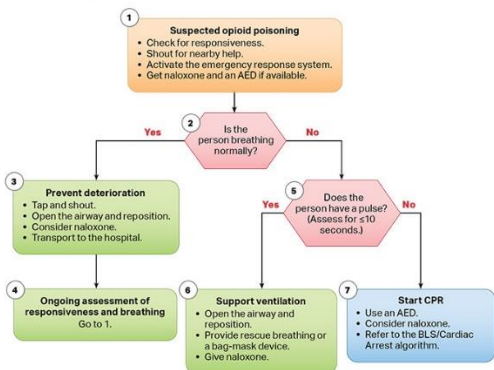 1
Suspected opioid poisoning
• Check for responsiveness.
• Shout for nearby help.
• Activate the emergency response system.
• Get naloxone and an AED if available.
2
Is the
person breathing
normally?
Yes
No
3
Prevent deterioration
• Tap and shout.
• Open the airway and reposition.
• Consider naloxone.
• Transport to the hospital.
4
Ongoing assessment of
responsiveness and breathing
Go to 1.
5
Does the
person have a pulse?
(Assess for ≤10
seconds.)
Yes
No
6
Support ventilation
• Open the airway and
reposition.
• Provide rescue breathing or
a bag-mask device.
• Give naloxone.
7
Start CPR
• Use an AED.
• Consider naloxone.
• Refer to the BLS/Cardiac
Arrest algorithm.